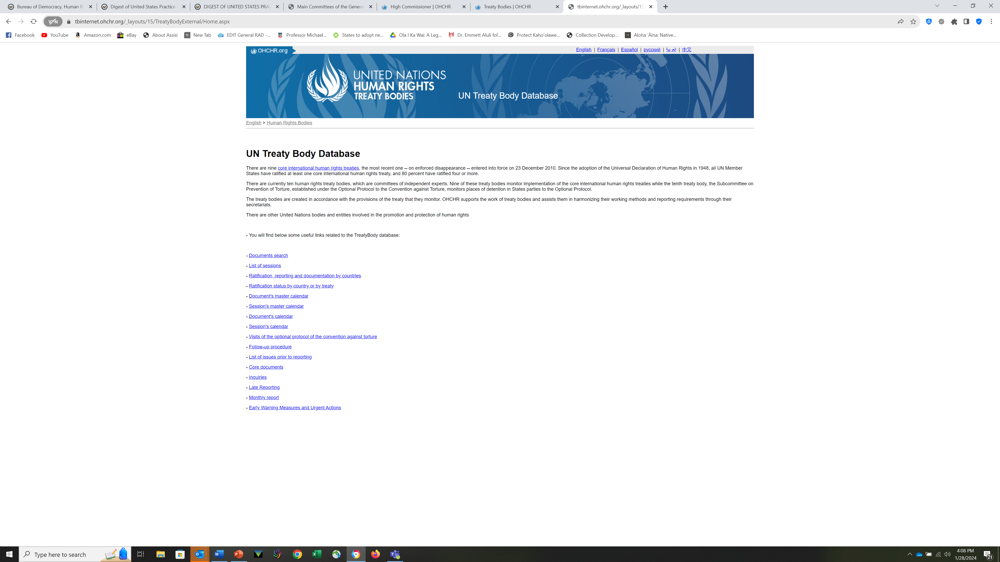 Bureau of Democracy, Human R
Digest of United States Practice
DIGEST OF UNITED STATES PRAC
Main Committees of the Genera
High Commissioner | OHCHR
Treaty Bodies | OHCHR
tbinternet.ohchr.org/_layouts/15
VPN
tbinternet.ohchr.org/_layouts/15/TreatyBodyExternal/Home.aspx
Facebook
YouTube
Amazon.com
eBay
About Assisi
N New Tab
EDIT General RAD -...
Professor Michael...
States to adopt ne...
Ola I Ka Wai: A Leg...
Dr. Emmett Aluli fol...
Protect Kahoʻolawe...
Collection Develop...
H Aloha ʻĀina: Native...
OHCHR.org
English | Français | Español | русский | العربية | 中文
UNITED NATIONS
HUMAN RIGHTS
TREATY BODIES
UN Treaty Body Database
English > Human Rights Bodies
UN Treaty Body Database
There are nine core international human rights treaties, the most recent one -- on enforced disappearance -- entered into force on 23 December 2010. Since the adoption of the Universal Declaration of Human Rights in 1948, all UN Member
States have ratified at least one core international human rights treaty, and 80 percent have ratified four or more.
There are currently ten human rights treaty bodies, which are committees of independent experts. Nine of these treaty bodies monitor implementation of the core international human rights treaties while the tenth treaty body, the Subcommittee on
Prevention of Torture, established under the Optional Protocol to the Convention against Torture, monitors places of detention in States parties to the Optional Protocol.
The treaty bodies are created in accordance with the provisions of the treaty that they monitor. OHCHR supports the work of treaty bodies and assists them in harmonizing their working methods and reporting requirements through their
secretariats.
There are other United Nations bodies and entities involved in the promotion and protection of human rights
- You will find below some useful links related to the TreatyBody database:
- Documents search
- List of sessions
- Ratification, reporting and documentation by countries
- Ratification status by country or by treaty
- Document's master calendar
- Session's master calendar
- Document's calendar
- Session's calendar
- Visits of the optional protocol of the convention against torture
- Follow-up procedure
- List of issues prior to reporting
- Core documents
- Inquiries
- Late Reporting
- Monthly report
- Early Warning Measures and Urgent Actions
Type here to search
4:08 PM
1/28/2024
21